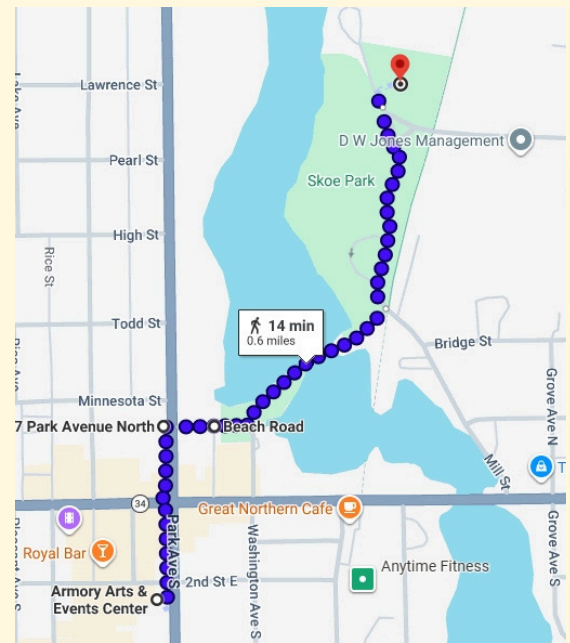 Lawrence St
D W Jones Management
Pearl St
Skoe Park
High St
Rice St
Todd St
14 min
0.6 miles
Bridge St
Minnesota St
7 Park Avenue North
Beach Road
Grove Ave N
Mill St
T
34
Great Northern Cafe
Park Ave S
Royal Bar
Washington Ave S
Grove Ave S
Anytime Fitness
2nd St E
Armory Arts &
Events Center